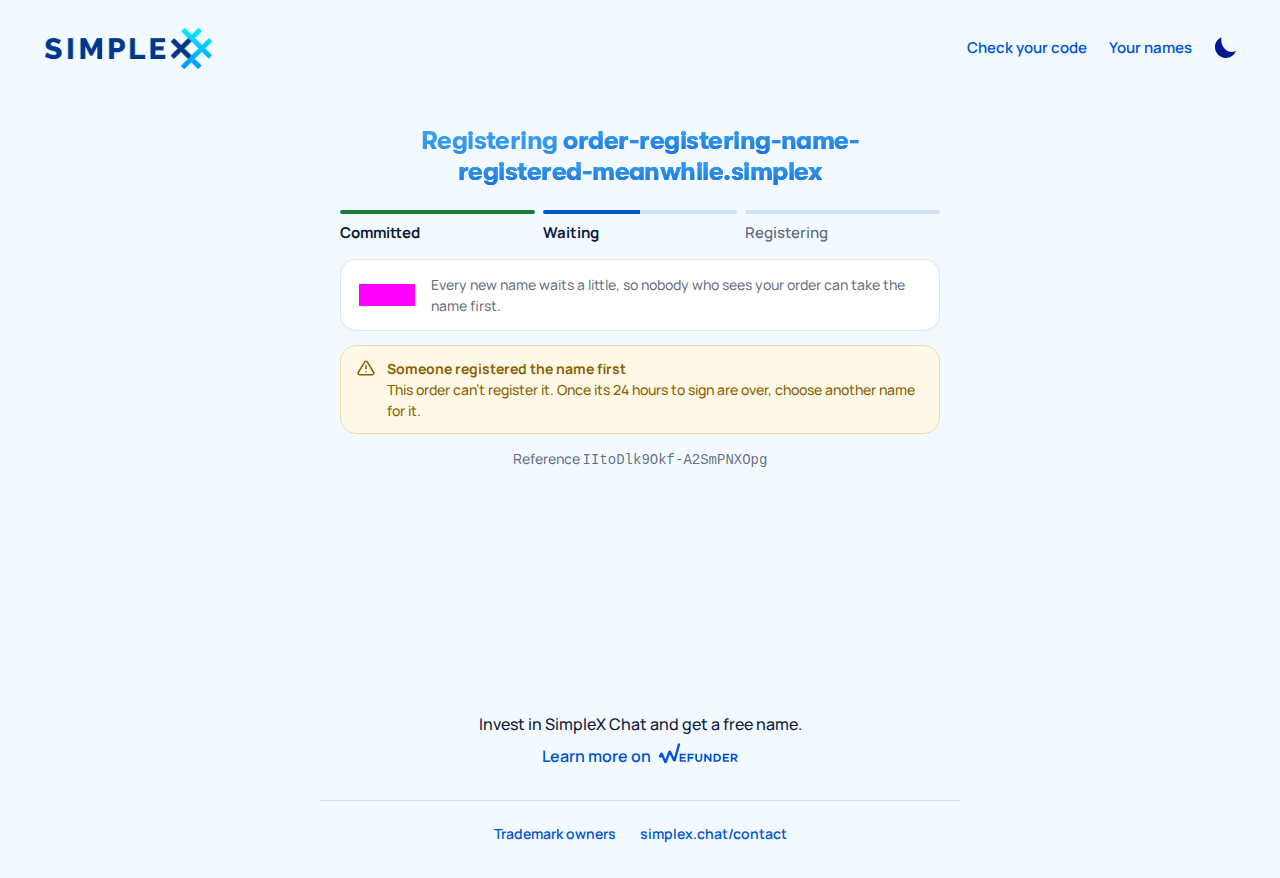 SIMPLEX
Check your code
Your names
Registering order-registering-name-
registered-meanwhile.simplex
Committed
Waiting
Registering
Every new name waits a little, so nobody who sees your order can take the
name first.
Someone registered the name first
This order can't register it. Once its 24 hours to sign are over, choose another name
for it.
Reference IItoDlk9Okf-A2SmPNXOpg
Invest in SimpleX Chat and get a free name.
Learn more on WEFUNDER
Trademark owners
simplex.chat/contact